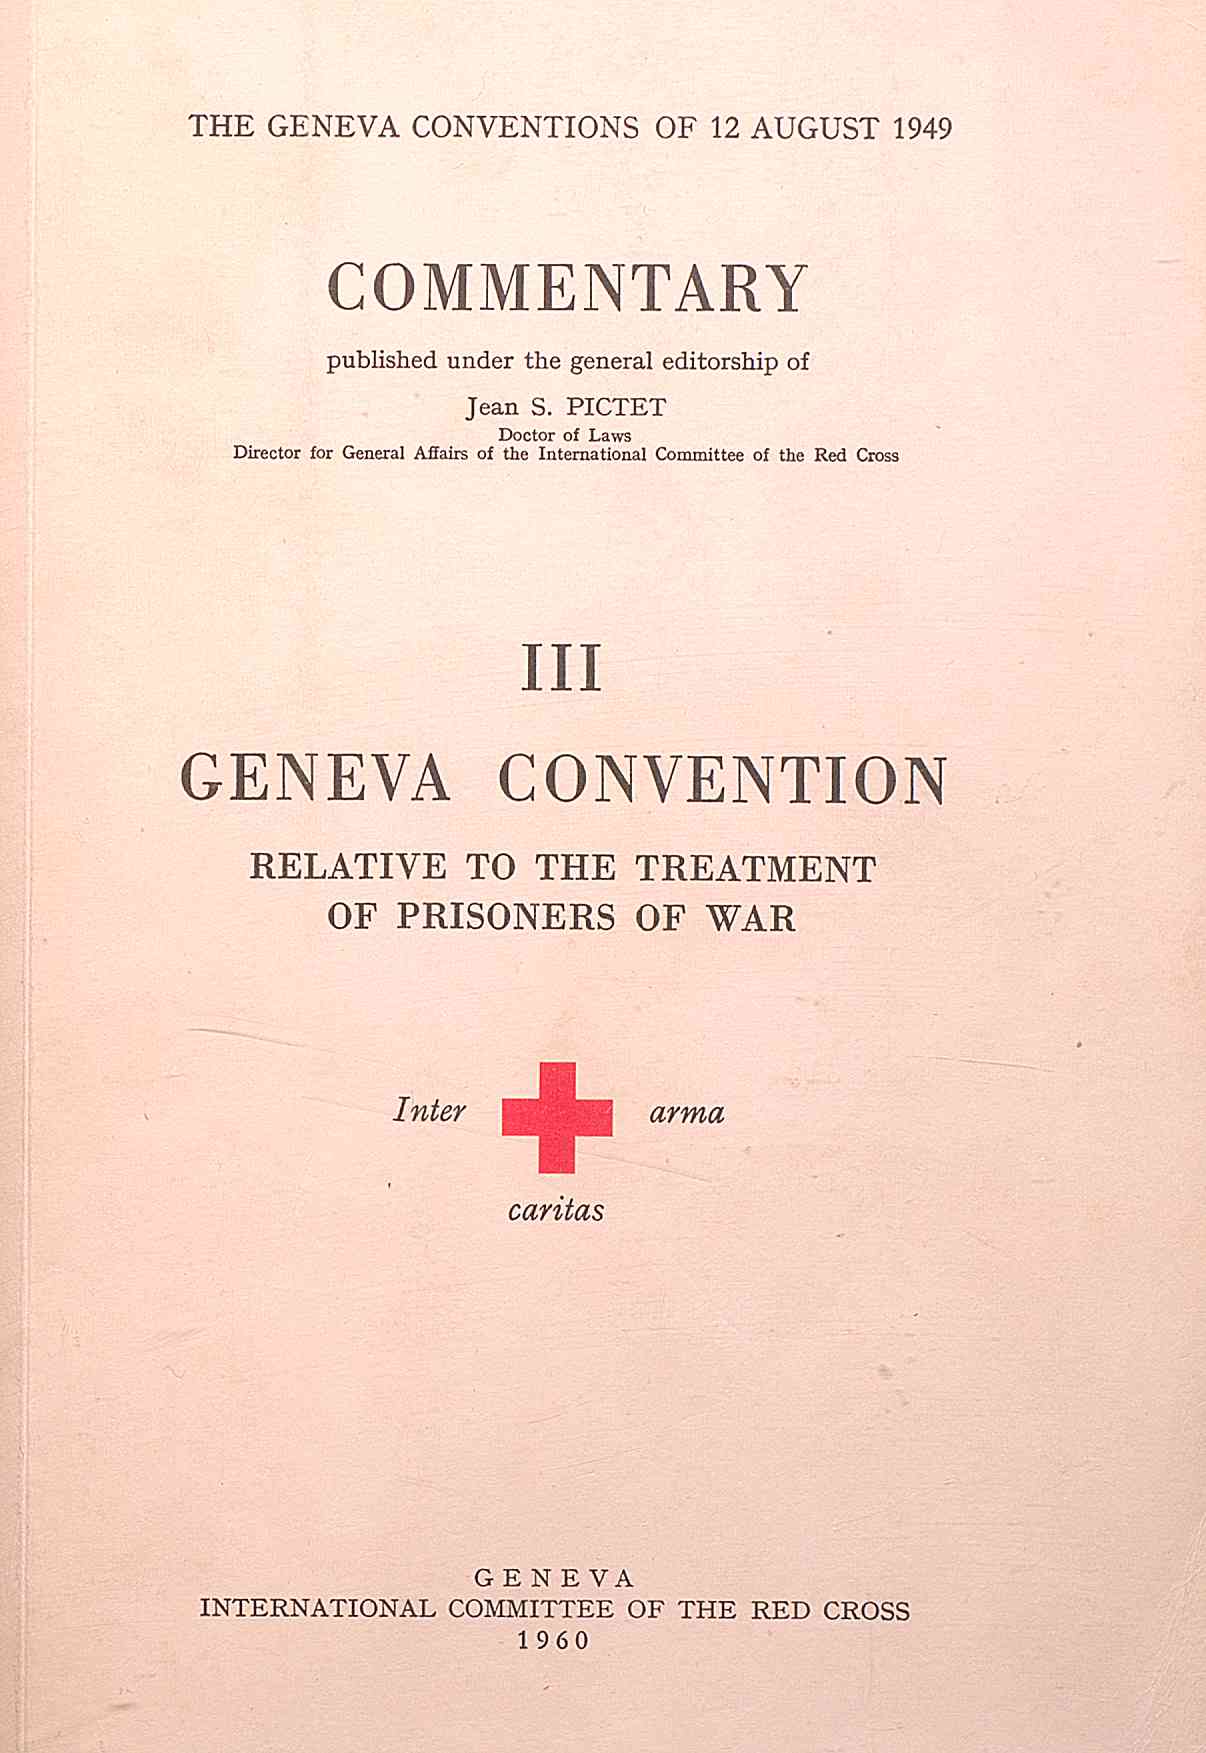 THE GENEVA CONVENTIONS OF 12 AUGUST 1949
COMMENTARY
published under the general editorship of
Jean S. PICTET
Doctor of Laws
Director for General Affairs of the International Committee of the Red Cross
III
GENEVA CONVENTION
RELATIVE TO THE TREATMENT
OF PRISONERS OF WAR
Inter arma
caritas
GENEVA
INTERNATIONAL COMMITTEE OF THE RED CROSS
1960